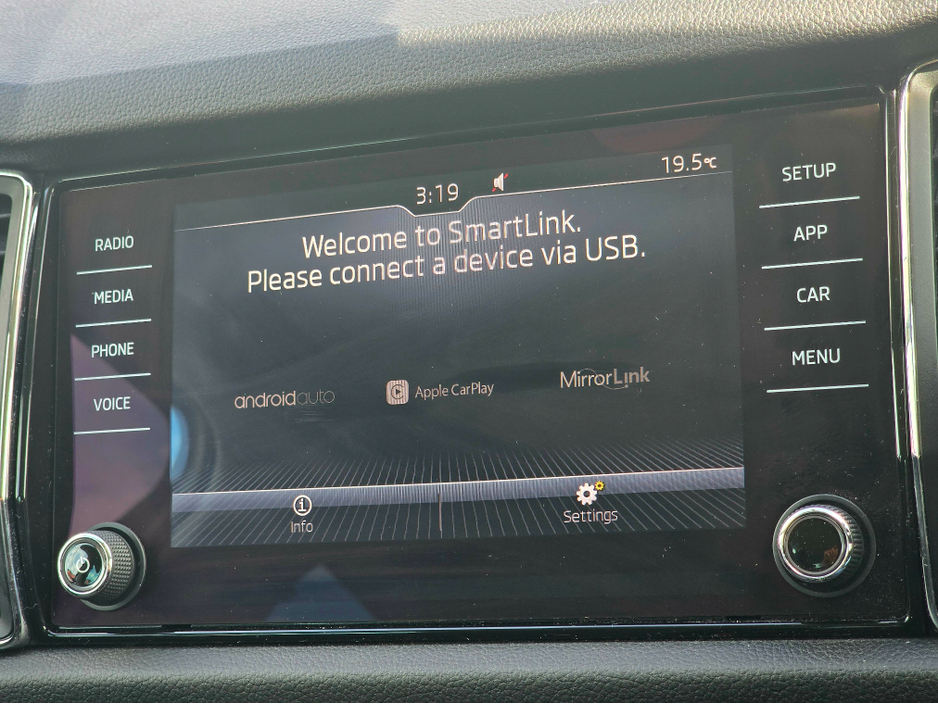 3:19
19.5°C
Welcome to SmartLink.
Please connect a device via USB.
androidauto
Apple CarPlay
MirrorLink
Info
Settings
RADIO
MEDIA
PHONE
VOICE
SETUP
APP
CAR
MENU